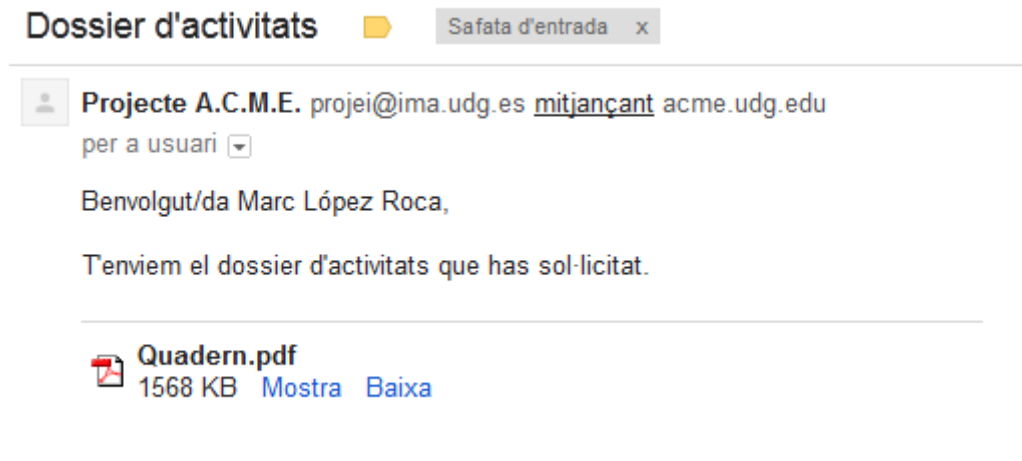 Dossier d'activitats Safata d'entrada x
Projecte A.C.M.E. projei@ima.udg.es mitjançant acme.udg.edu
per a usuari
Benvolgut/da Marc López Roca,
T'enviem el dossier d'activitats que has sol·licitat.
Quadern.pdf
1568 KB Mostra Baixa